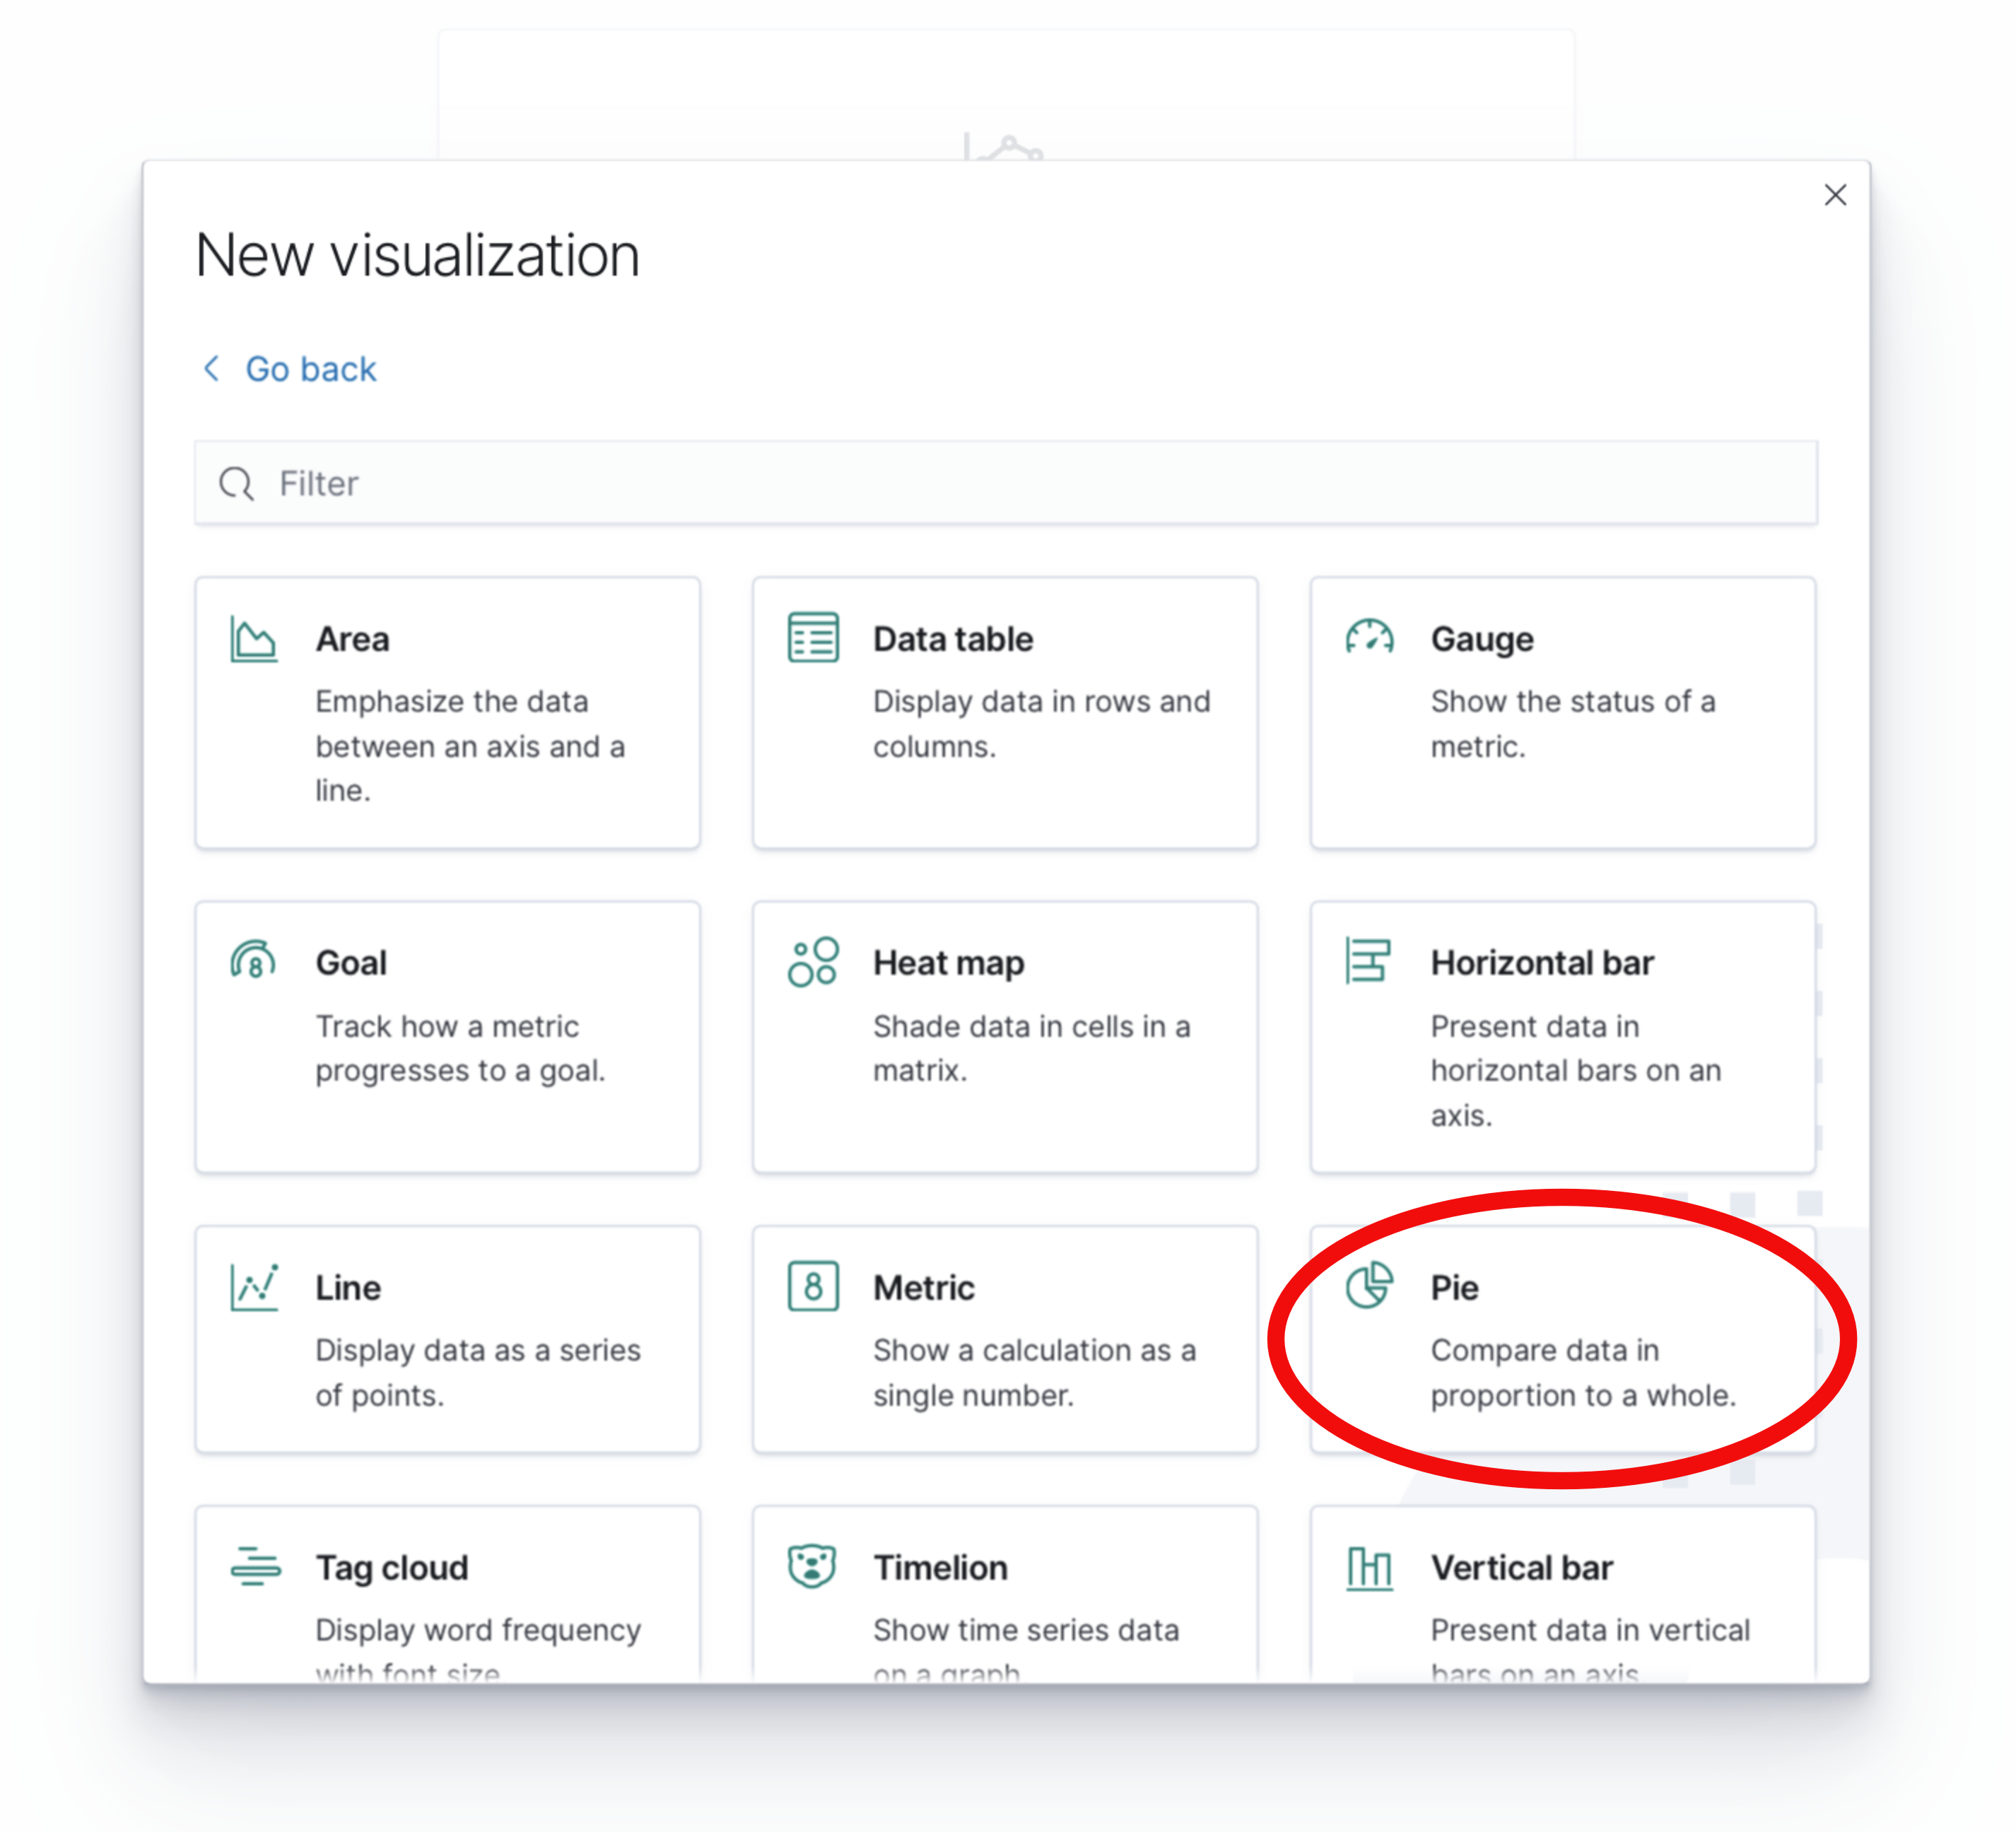 New visualization
Go back
Filter
Area
Emphasize the data
between an axis and a
line.
Data table
Display data in rows and
columns.
Gauge
Show the status of a
metric.
Goal
Track how a metric
progresses to a goal.
Heat map
Shade data in cells in a
matrix.
Horizontal bar
Present data in
horizontal bars on an
axis.
Line
Display data as a series
of points.
Metric
Show a calculation as a
single number.
Pie
Compare data in
proportion to a whole.
Tag cloud
Display word frequency
with font size
Timelion
Show time series data
on a graph
Vertical bar
Present data in vertical
bars on an axis